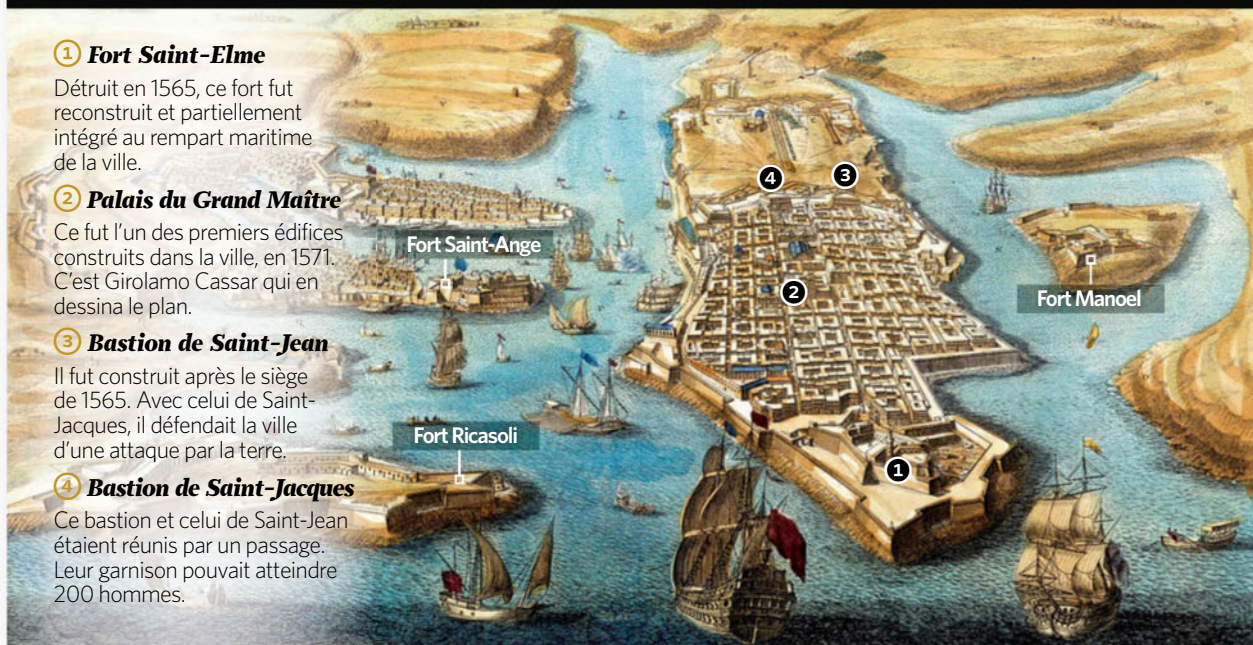 1 Fort Saint-Elme
Détruit en 1565, ce fort fut
reconstruit et partiellement
intégré au rempart maritime
de la ville.
2 Palais du Grand Maître
Ce fut l’un des premiers édifices
construits dans la ville, en 1571.
C’est Girolamo Cassar qui en
dessina le plan.
3 Bastion de Saint-Jean
Il fut construit après le siège
de 1565. Avec celui de Saint-
Jacques, il défendait la ville
d’une attaque par la terre.
4 Bastion de Saint-Jacques
Ce bastion et celui de Saint-Jean
étaient réunis par un passage.
Leur garnison pouvait atteindre
200 hommes.
4
3
Fort Saint-Ange
2
Fort Manoel
Fort Ricasoli
1